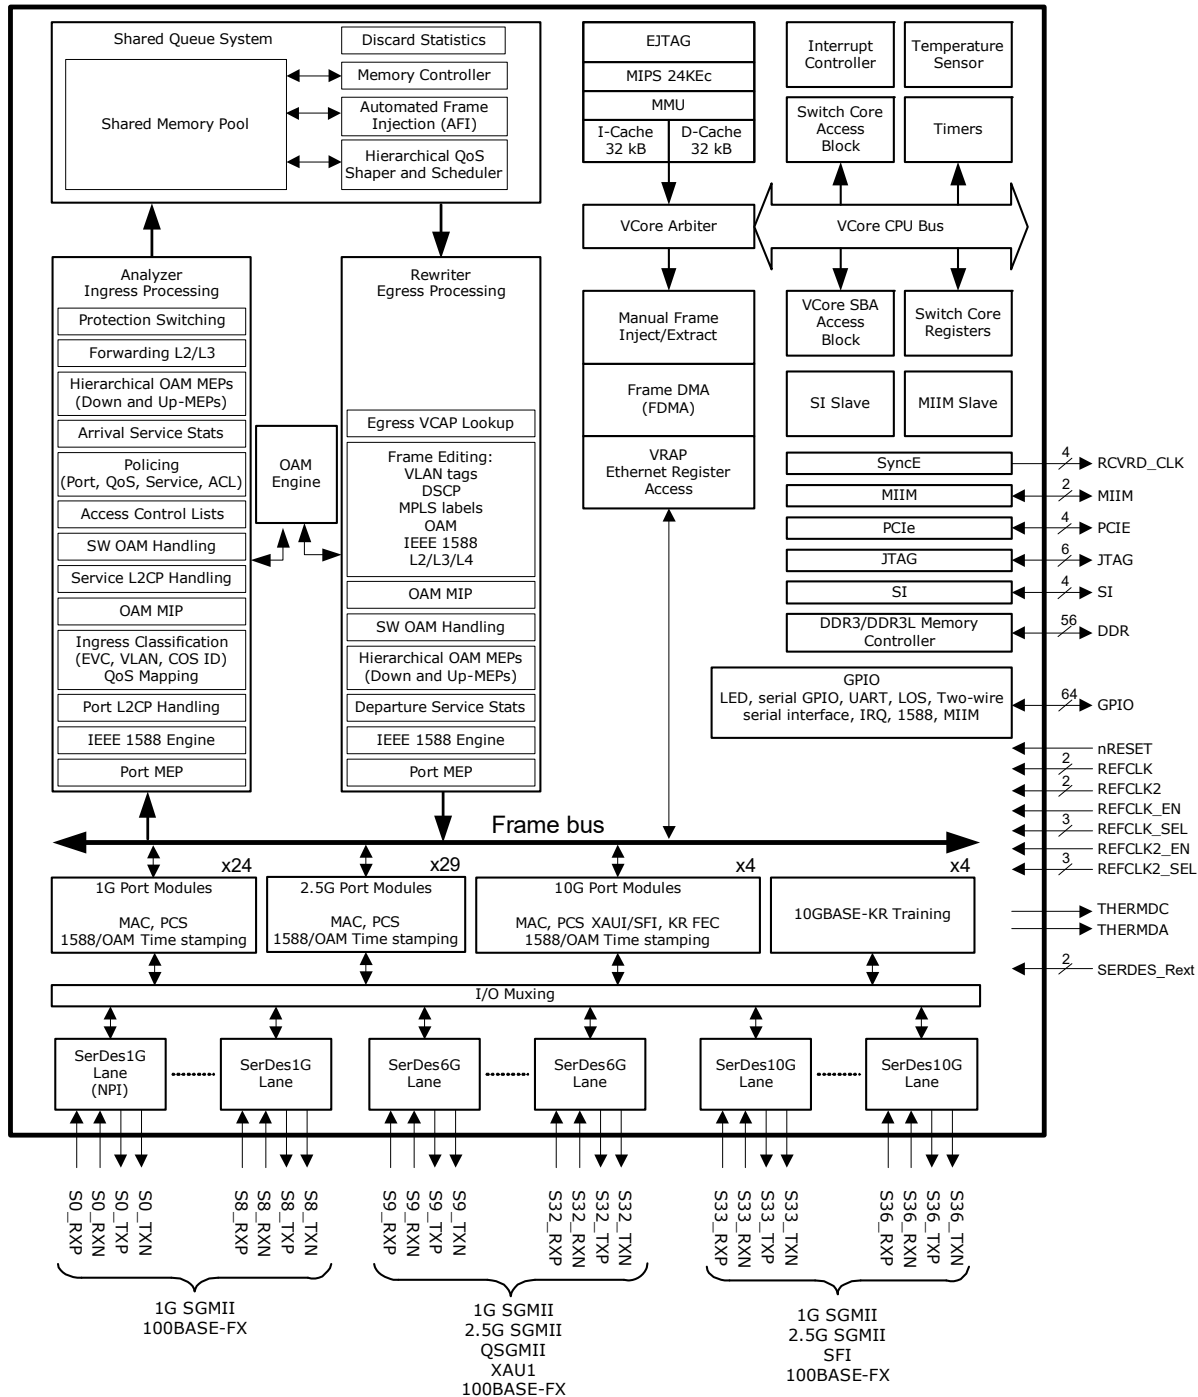 Shared Queue System
Discard Statistics
Shared Memory Pool
Memory Controller
Automated Frame
Injection (AFI)
Hierarchical QoS
Shaper and Scheduler
EJTAG
MIPS 24KEc
MMU
I-Cache
32 kB
D-Cache
32 kB
Interrupt
Controller
Temperature
Sensor
Switch Core
Access
Block
Timers
VCore Arbiter
VCore CPU Bus
Analyzer
Ingress Processing
Protection Switching
Forwarding L2/L3
Hierarchical OAM MEPs
(Down and Up-MEPs)
Arrival Service Stats
Policing
(Port, QoS, Service, ACL)
Access Control Lists
SW OAM Handling
Service L2CP Handling
OAM MIP
Ingress Classification
(EVC, VLAN, COS ID)
QoS Mapping
Port L2CP Handling
IEEE 1588 Engine
Port MEP
OAM
Engine
Rewriter
Egress Processing
Egress VCAP Lookup
Frame Editing:
VLAN tags
DSCP
MPLS labels
OAM
IEEE 1588
L2/L3/L4
OAM MIP
SW OAM Handling
Hierarchical OAM MEPs
(Down and Up-MEPs)
Departure Service Stats
IEEE 1588 Engine
Port MEP
Manual Frame
Inject/Extract
Frame DMA
(FDMA)
VRAP
Ethernet Register
Access
VCore SBA
Access
Block
Switch Core
Registers
SI Slave
MIIM Slave
SyncE
4
RCVRD_CLK
MIIM
2
MIIM
PCIe
4
PCIE
JTAG
6
JTAG
SI
4
SI
DDR3/DDR3L Memory
Controller
56
DDR
GPIO
LED, serial GPIO, UART, LOS, Two-wire
serial interface, IRQ, 1588, MIIM
64
GPIO
nRESET
2
REFCLK
2
REFCLK2
REFCLK_EN
3
REFCLK_SEL
REFCLK2_EN
3
REFCLK2_SEL
THERMDC
THERMDA
2
SERDES_Rext
Frame bus
x24
1G Port Modules
MAC, PCS
1588/OAM Time stamping
x29
2.5G Port Modules
MAC, PCS
1588/OAM Time stamping
x4
10G Port Modules
MAC, PCS XAUI/SFI, KR FEC
1588/OAM Time stamping
x4
10GBASE-KR Training
I/O Muxing
SerDes1G
Lane
(NPI)
SerDes1G
Lane
SerDes6G
Lane
SerDes6G
Lane
SerDes10G
Lane
SerDes10G
Lane
S0_RXP
S0_RXN
S0_TXP
S0_TXN
S8_RXP
S8_RXN
S8_TXP
S8_TXN
S9_RXP
S9_RXN
S9_TXP
S9_TXN
S32_RXP
S32_RXN
S32_TXP
S32_TXN
S33_RXP
S33_RXN
S33_TXP
S33_TXN
S36_RXP
S36_RXN
S36_TXP
S36_TXN
1G SGMII
100BASE-FX
1G SGMII
2.5G SGMII
QSGMII
XAU1
100BASE-FX
1G SGMII
2.5G SGMII
SFI
100BASE-FX